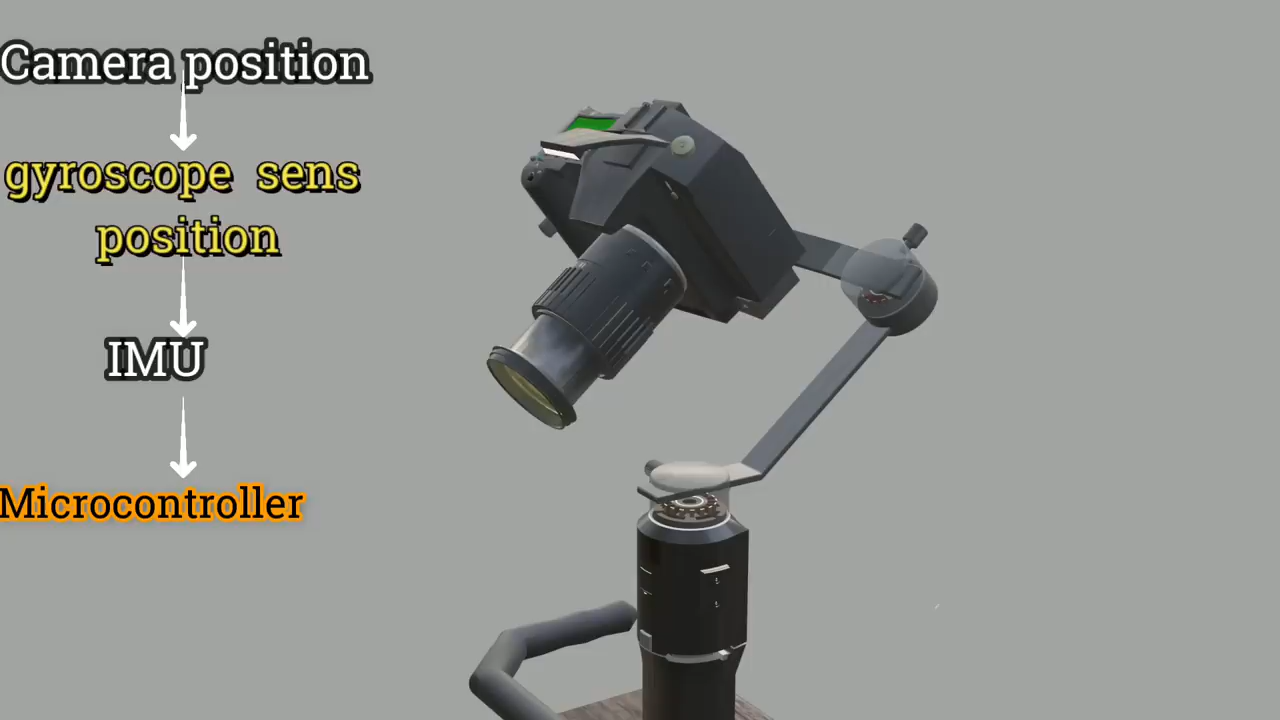 Camera position
gyroscope sens
position
IMU
Microcontroller